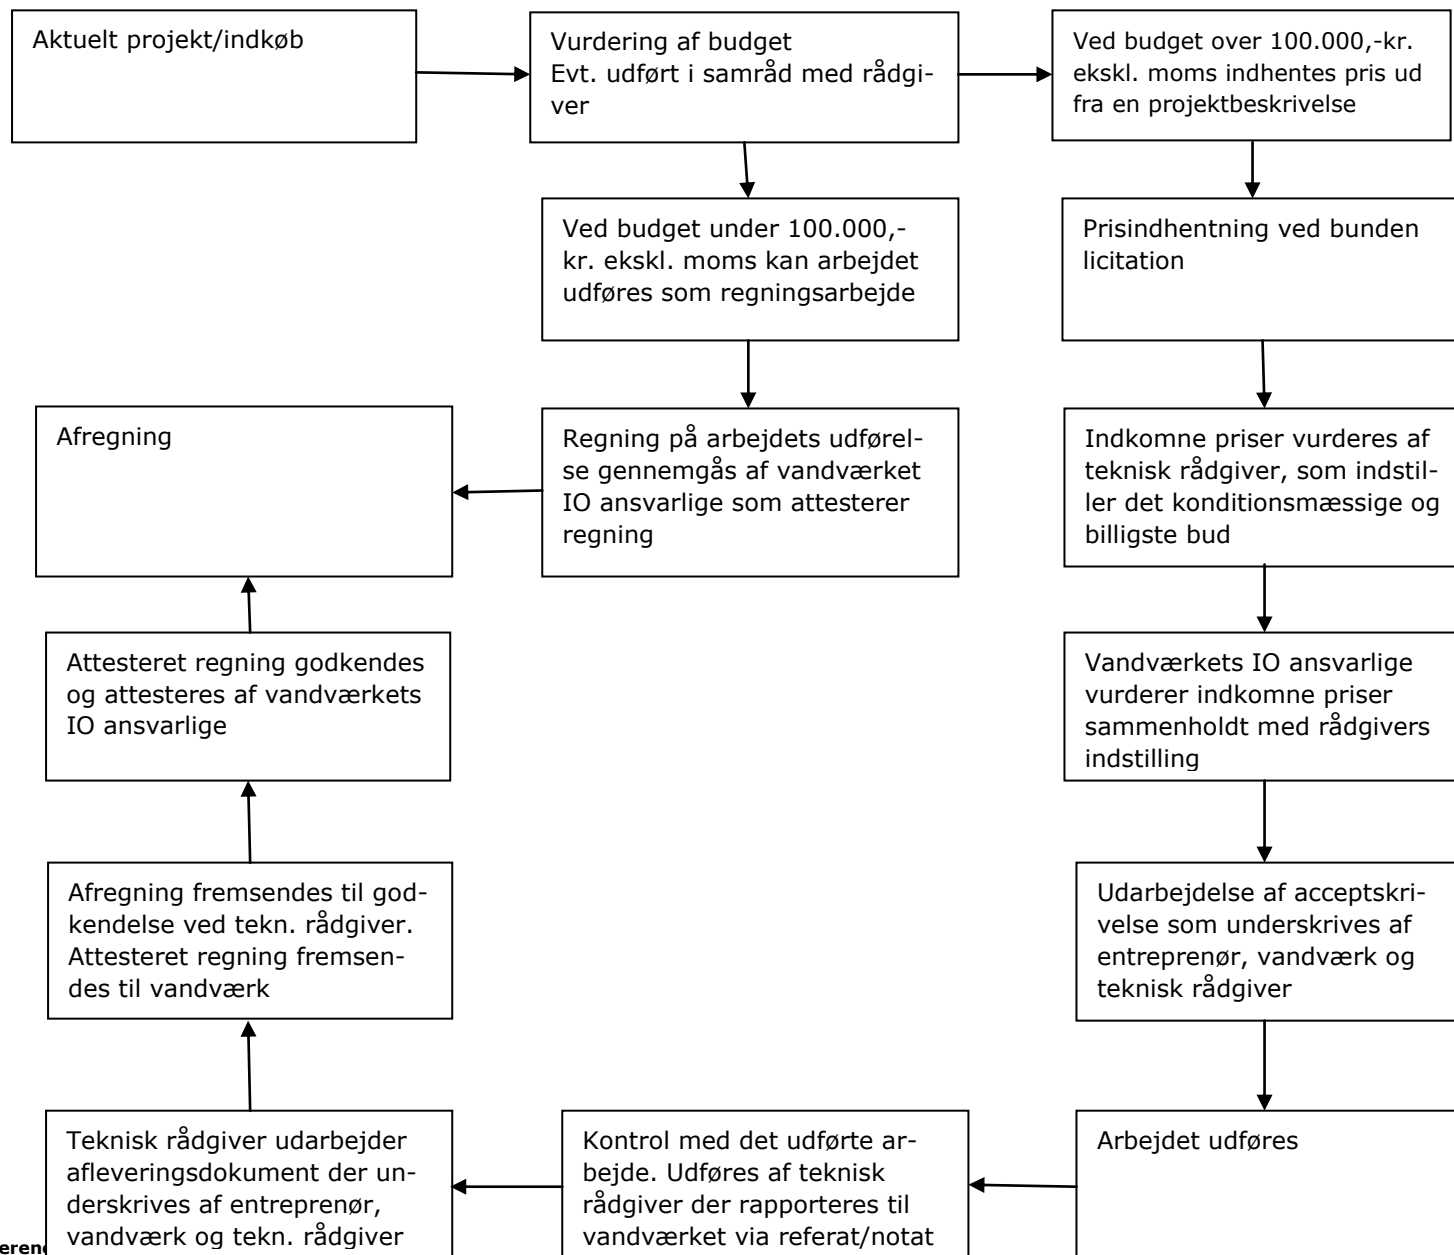 Aktuelt projekt/indkøb
Vurdering af budget
Evt. udført i samråd med rådgi-
ver
Ved budget over 100.000,-kr.
ekskl. moms indhentes pris ud
fra en projektbeskrivelse
Ved budget under 100.000,-
kr. ekskl. moms kan arbejdet
udføres som regningsarbejde
Prisindhentning ved bunden
licitation
Afregning
Regning på arbejdets udførel-
se gennemgås af vandværket
IO ansvarlige som attesterer
regning
Indkomne priser vurderes af
teknisk rådgiver, som indstil-
ler det konditionsmæssige og
billigste bud
Attesteret regning godkendes
og attesteres af vandværkets
IO ansvarlige
Vandværkets IO ansvarlige
vurderer indkomne priser
sammenholdt med rådgivers
indstilling
Afregning fremsendes til god-
kendelse ved tekn. rådgiver.
Attesteret regning fremsen-
des til vandværk
Udarbejdelse af acceptskri-
velse som underskrives af
entreprenør, vandværk og
teknisk rådgiver
Teknisk rådgiver udarbejder
afleveringsdokument der un-
derskrives af entreprenør,
vandværk og tekn. rådgiver
Kontrol med det udførte ar-
bejde. Udføres af teknisk
rådgiver der rapporteres til
vandværket via referat/notat
Arbejdet udføres